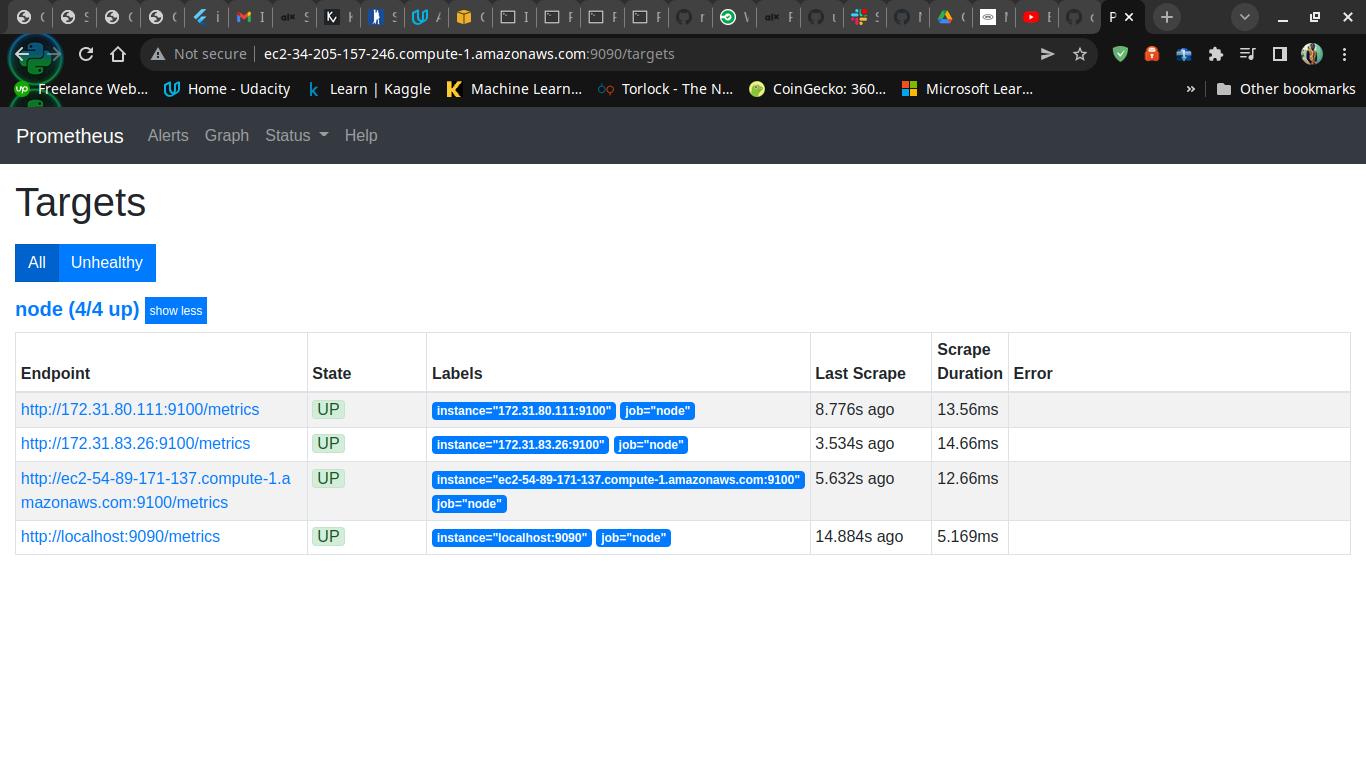 Not secure ec2-34-205-157-246.compute-1.amazonaws.com:9090/targets
Freelance Web... Home - Udacity Learn | Kaggle Machine Learn... Torlock - The N... CoinGecko: 360... Microsoft Lear... » Other bookmarks
Prometheus Alerts Graph Status Help
Targets
All Unhealthy
node (4/4 up) show less
Endpoint State Labels Last Scrape Scrape Duration Error
http://172.31.80.111:9100/metrics UP instance="172.31.80.111:9100" job="node" 8.776s ago 13.56ms
http://172.31.83.26:9100/metrics UP instance="172.31.83.26:9100" job="node" 3.534s ago 14.66ms
http://ec2-54-89-171-137.compute-1.a UP instance="ec2-54-89-171-137.compute-1.amazonaws.com:9100" 5.632s ago 12.66ms
mazonaws.com:9100/metrics job="node"
http://localhost:9090/metrics UP instance="localhost:9090" job="node" 14.884s ago 5.169ms